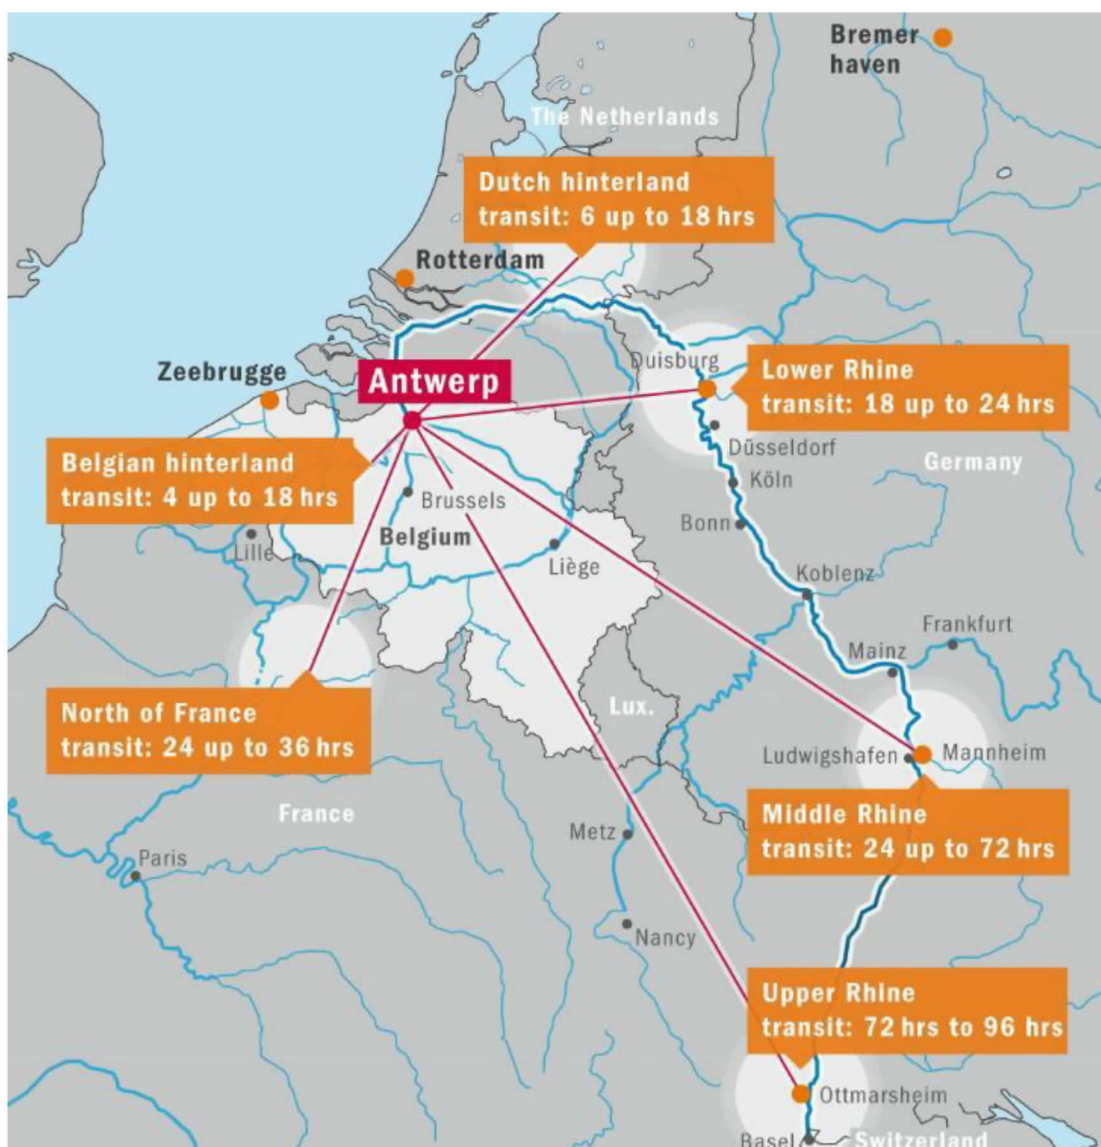 Bremer
haven
The Netherlands
Dutch hinterland
transit: 6 up to 18 hrs
Rotterdam
Zeebrugge
Antwerp
Duisburg
Lower Rhine
transit: 18 up to 24 hrs
Düsseldorf
Germany
Belgian hinterland
transit: 4 up to 18 hrs
Brussels
Köln
Bonn
Belgium
Lille
Liège
Koblenz
Frankfurt
Mainz
North of France
transit: 24 up to 36 hrs
Lux.
Ludwigshafen
Mannheim
France
Middle Rhine
transit: 24 up to 72 hrs
Metz
Paris
Nancy
Upper Rhine
transit: 72 hrs to 96 hrs
Ottmarsheim
Basel
Switzerland